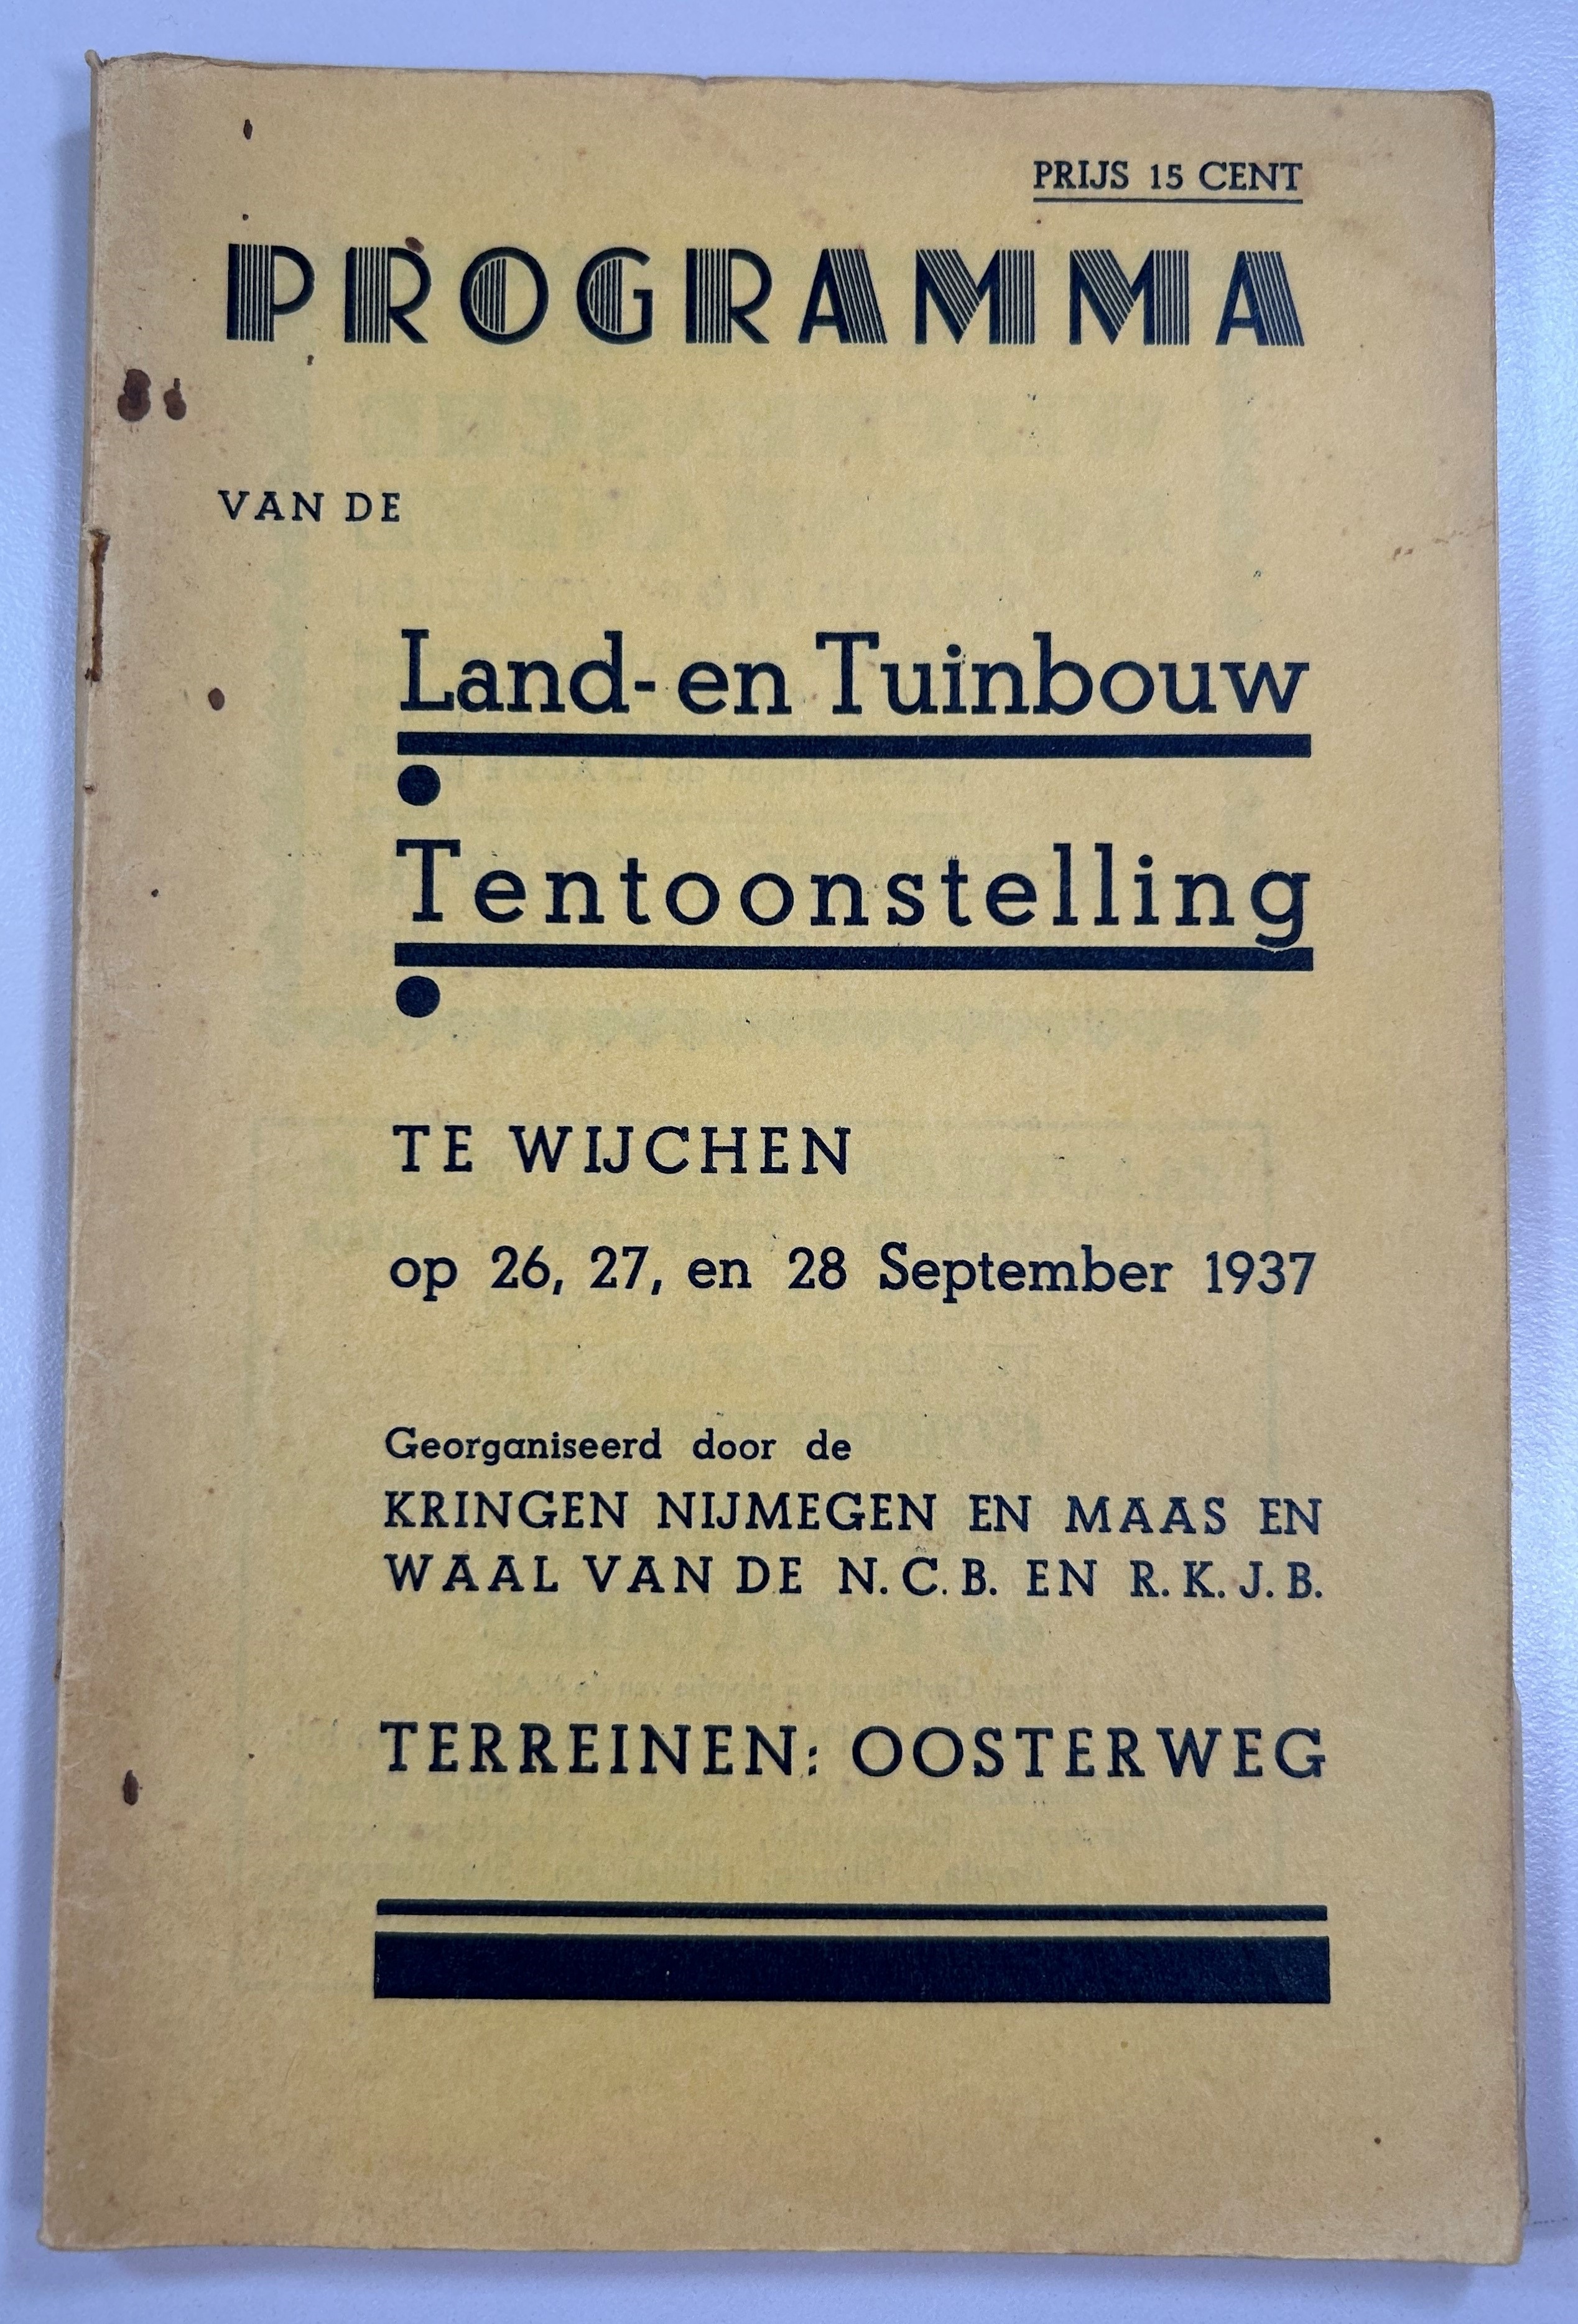 PRIJS 15 CENT
PROGRAMMA
VAN DE
Land- en Tuinbouw
Tentoonstelling
TE WIJCHEN
op 26, 27, en 28 September 1937
Georganiseerd door de
KRINGEN NIJMEGEN EN MAAS EN
WAAL VAN DE N.C.B. EN R.K.J.B.
TERREINEN: OOSTERWEG